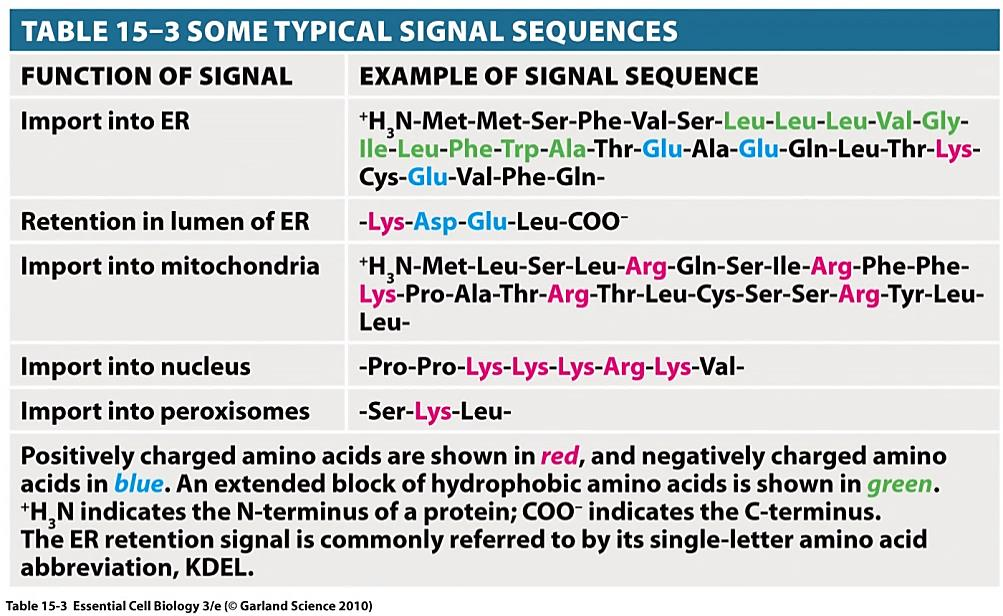 TABLE 15–3 SOME TYPICAL SIGNAL SEQUENCES
FUNCTION OF SIGNAL
EXAMPLE OF SIGNAL SEQUENCE
Import into ER
⁺H₃N-Met-Met-Ser-Phe-Val-Ser-Leu-Leu-Leu-Val-Gly-
Ile-Leu-Phe-Trp-Ala-Thr-Glu-Ala-Glu-Gln-Leu-Thr-Lys-
Cys-Glu-Val-Phe-Gln-
Retention in lumen of ER
-Lys-Asp-Glu-Leu-COO⁻
Import into mitochondria
⁺H₃N-Met-Leu-Ser-Leu-Arg-Gln-Ser-Ile-Arg-Phe-Phe-
Lys-Pro-Ala-Thr-Arg-Thr-Leu-Cys-Ser-Ser-Arg-Tyr-Leu-
Leu-
Import into nucleus
-Pro-Pro-Lys-Lys-Lys-Arg-Lys-Val-
Import into peroxisomes
-Ser-Lys-Leu-
Positively charged amino acids are shown in red, and negatively charged amino
acids in blue. An extended block of hydrophobic amino acids is shown in green.
⁺H₃N indicates the N-terminus of a protein; COO⁻ indicates the C-terminus.
The ER retention signal is commonly referred to by its single-letter amino acid
abbreviation, KDEL.
Table 15-3 Essential Cell Biology 3/e (© Garland Science 2010)